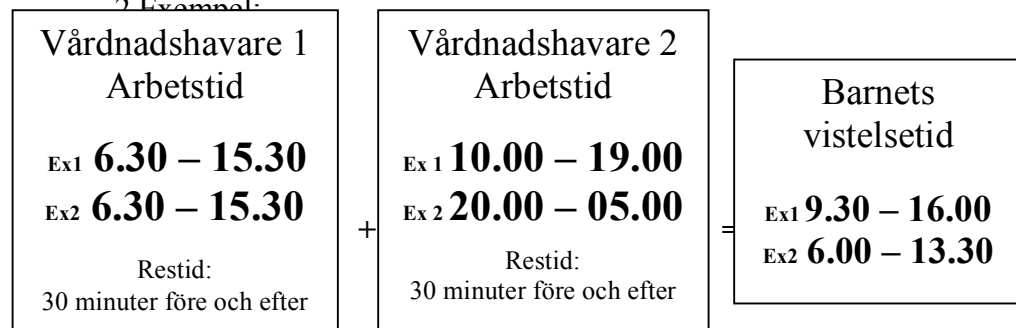 2 Exempel:
Vårdnadshavare 1
Arbetstid
Ex1 6.30 – 15.30
Ex2 6.30 – 15.30
Restid:
30 minuter före och efter
+
Vårdnadshavare 2
Arbetstid
Ex 1 10.00 – 19.00
Ex 2 20.00 – 05.00
Restid:
30 minuter före och efter
=
Barnets
vistelsetid
Ex1 9.30 – 16.00
Ex2 6.00 – 13.30